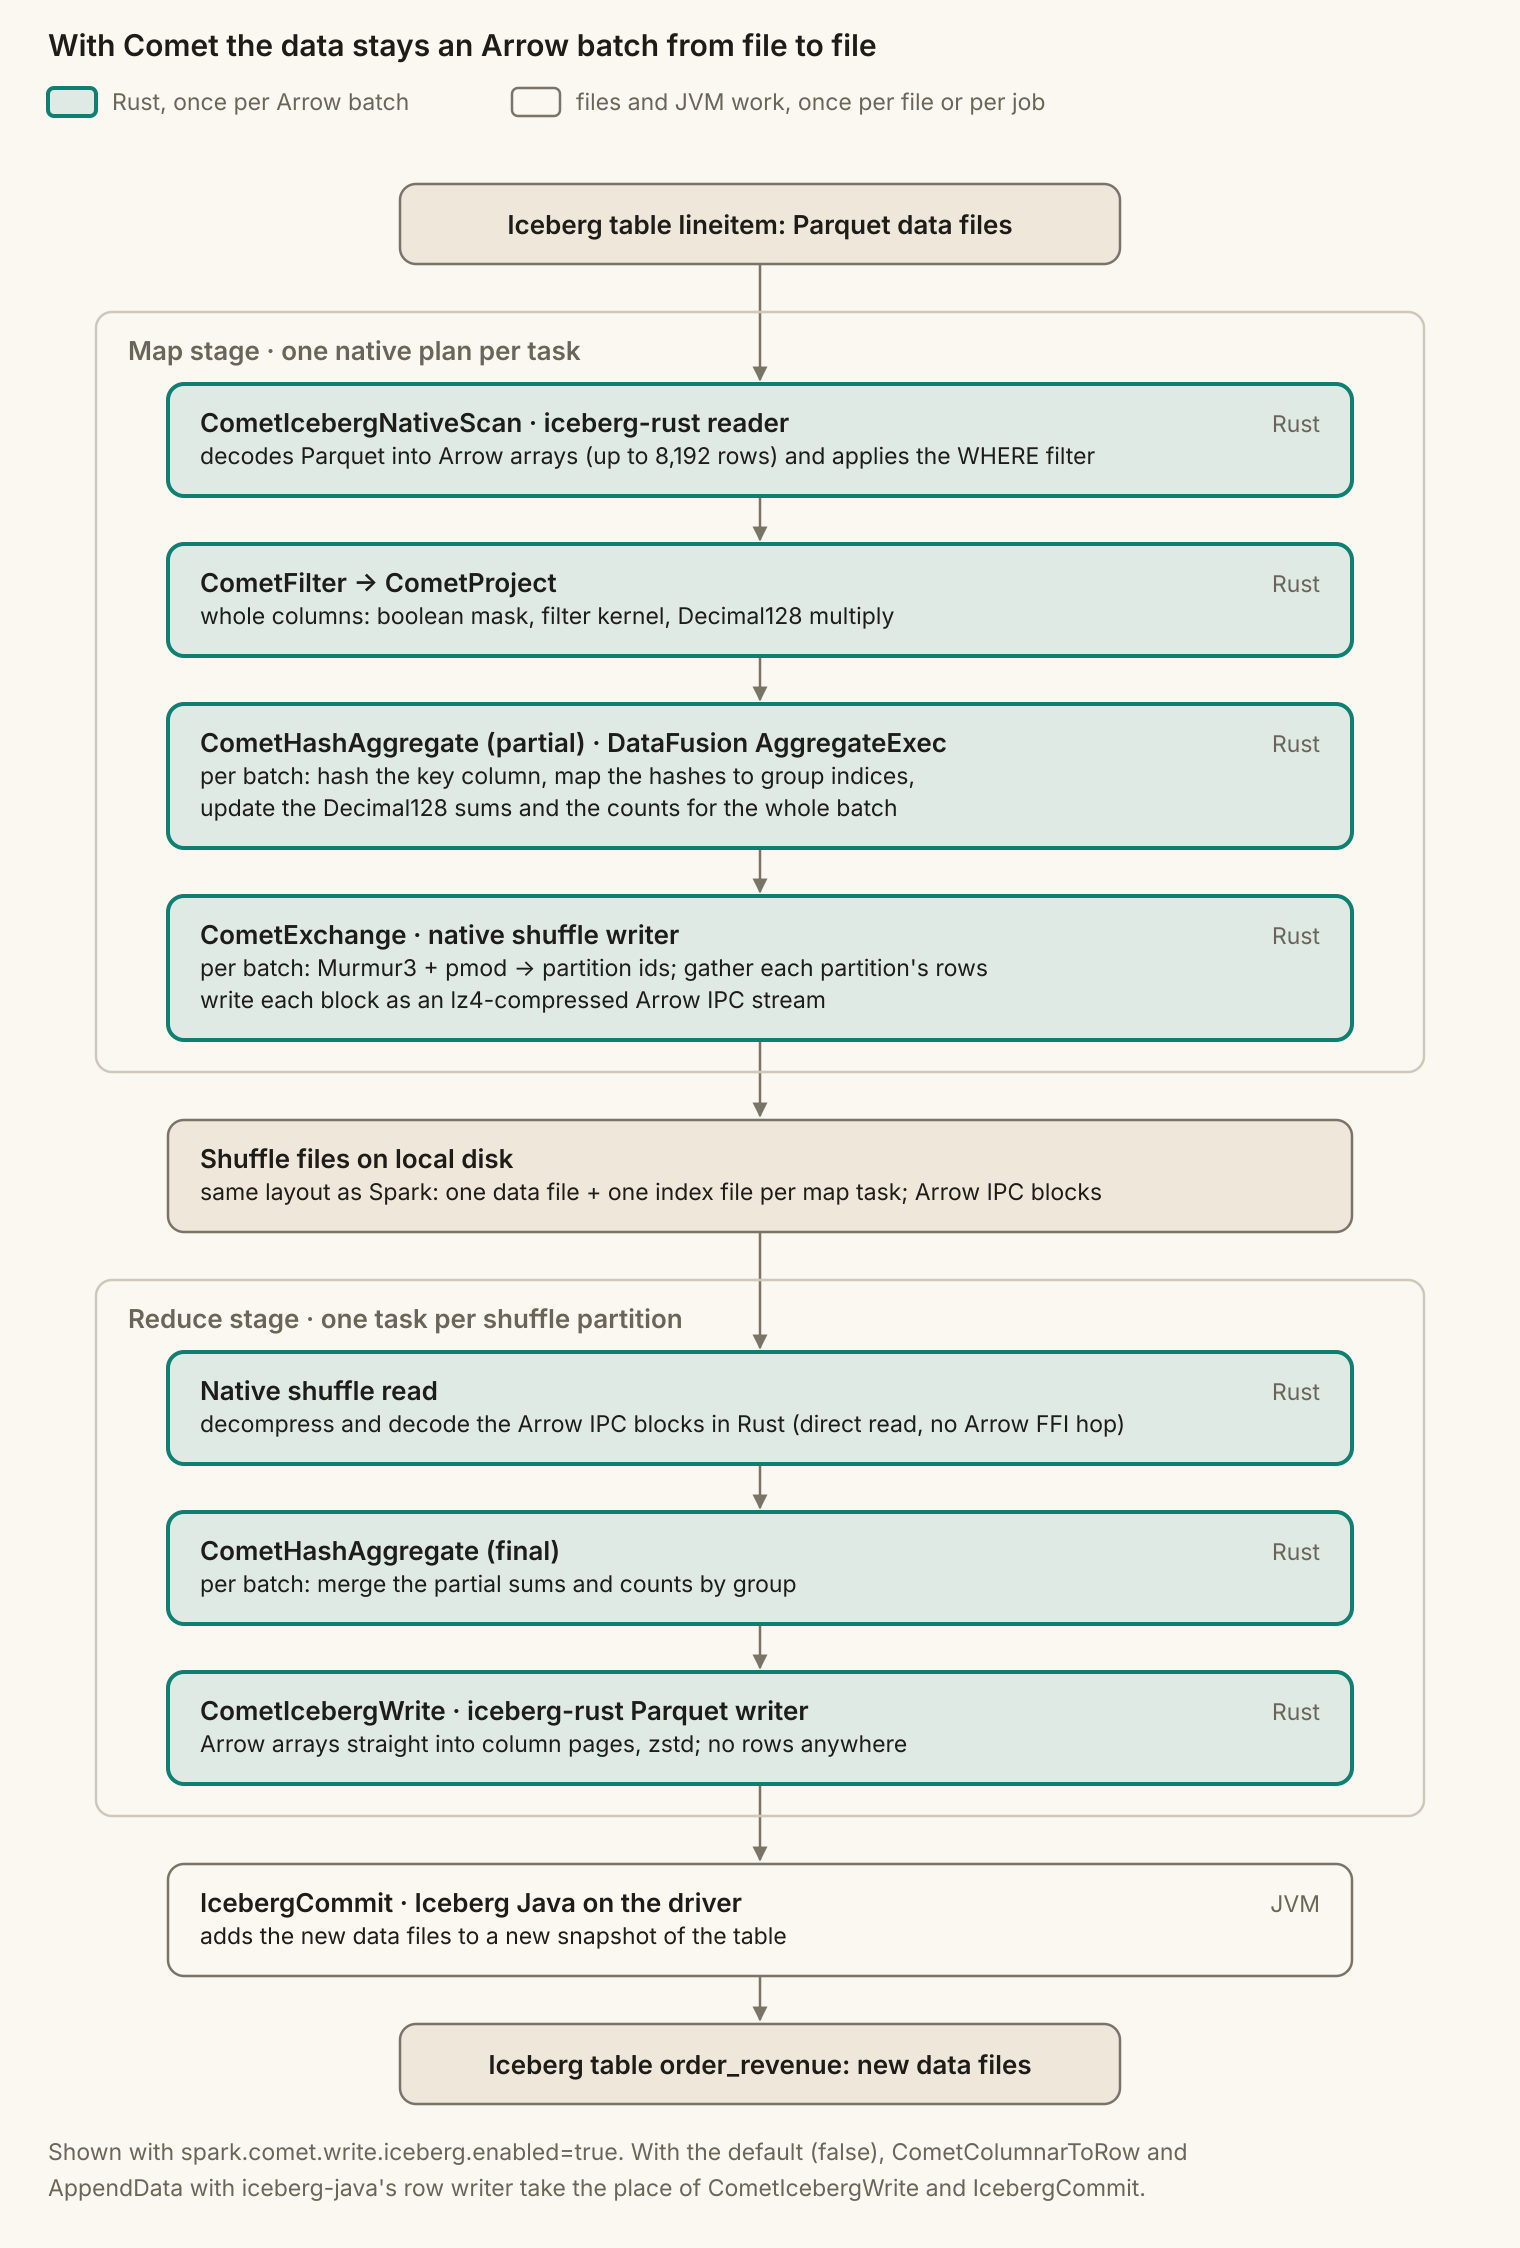 With Comet the data stays an Arrow batch from file to file
Rust, once per Arrow batch
files and JVM work, once per file or per job
Iceberg table lineitem: Parquet data files
Map stage · one native plan per task
CometIcebergNativeScan · iceberg-rust reader
Rust
decodes Parquet into Arrow arrays (up to 8,192 rows) and applies the WHERE filter
CometFilter → CometProject
Rust
whole columns: boolean mask, filter kernel, Decimal128 multiply
CometHashAggregate (partial) · DataFusion AggregateExec
Rust
per batch: hash the key column, map the hashes to group indices,
update the Decimal128 sums and the counts for the whole batch
CometExchange · native shuffle writer
Rust
per batch: Murmur3 + pmod → partition ids; gather each partition's rows
write each block as an lz4-compressed Arrow IPC stream
Shuffle files on local disk
same layout as Spark: one data file + one index file per map task; Arrow IPC blocks
Reduce stage · one task per shuffle partition
Native shuffle read
Rust
decompress and decode the Arrow IPC blocks in Rust (direct read, no Arrow FFI hop)
CometHashAggregate (final)
Rust
per batch: merge the partial sums and counts by group
CometIcebergWrite · iceberg-rust Parquet writer
Rust
Arrow arrays straight into column pages, zstd; no rows anywhere
IcebergCommit · Iceberg Java on the driver
JVM
adds the new data files to a new snapshot of the table
Iceberg table order_revenue: new data files
Shown with spark.comet.write.iceberg.enabled=true. With the default (false), CometColumnarToRow and
AppendData with iceberg-java's row writer take the place of CometIcebergWrite and IcebergCommit.